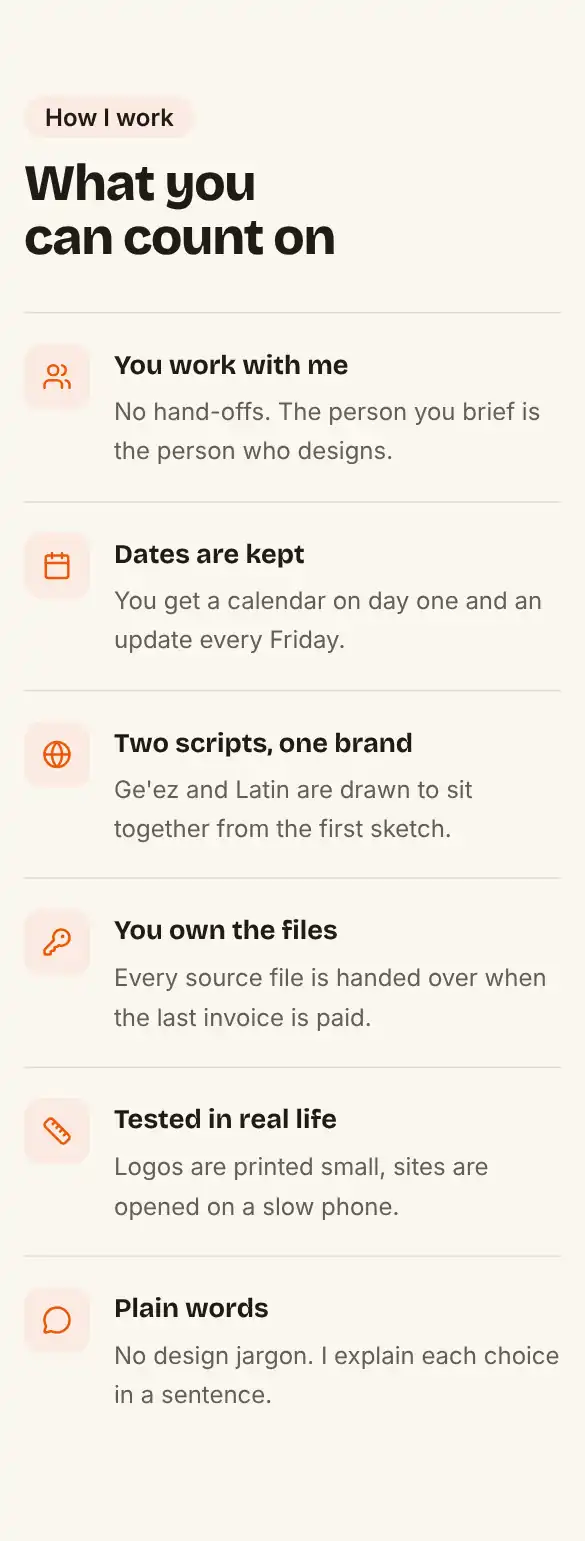 How I work
What you
can count on
You work with me
No hand-offs. The person you brief is
the person who designs.
Dates are kept
You get a calendar on day one and an
update every Friday.
Two scripts, one brand
Ge'ez and Latin are drawn to sit
together from the first sketch.
You own the files
Every source file is handed over when
the last invoice is paid.
Tested in real life
Logos are printed small, sites are
opened on a slow phone.
Plain words
No design jargon. I explain each choice
in a sentence.